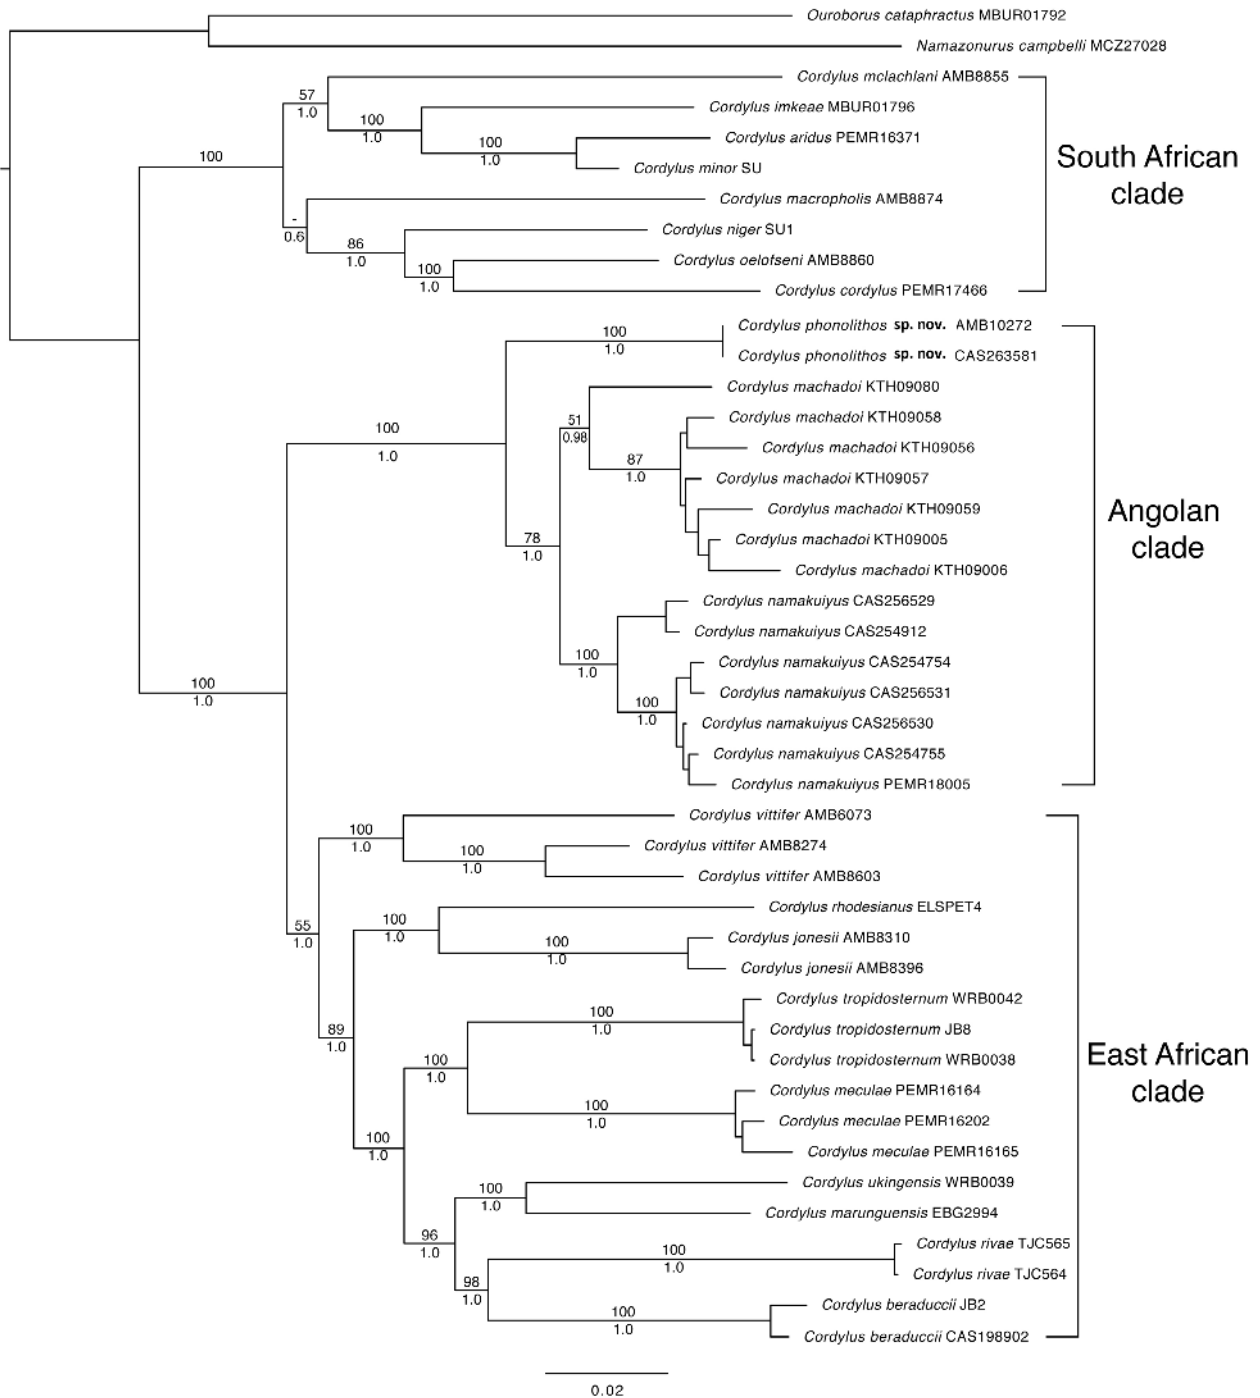 Ouroborus cataphractus MBUR01792
Namazonurus campbelli MCZ27028
Cordylus mclachlani AMB8855
57
1.0
Cordylus imkeae MBUR01796
100
1.0
Cordylus aridus PEMR16371
100
1.0
Cordylus minor SU
100
South African
clade
Cordylus macropholis AMB8874
-
0.6
Cordylus niger SU1
86
1.0
Cordylus oelofseni AMB8860
100
1.0
Cordylus cordylus PEMR17466
Cordylus phonolithos sp. nov. AMB10272
100
1.0
Cordylus phonolithos sp. nov. CAS263581
Cordylus machadoi KTH09080
Cordylus machadoi KTH09058
51
0.98
100
1.0
Cordylus machadoi KTH09056
87
1.0
Cordylus machadoi KTH09057
Cordylus machadoi KTH09059
Angolan
clade
Cordylus machadoi KTH09005
78
1.0
Cordylus machadoi KTH09006
Cordylus namakuiyus CAS256529
Cordylus namakuiyus CAS254912
100
1.0
Cordylus namakuiyus CAS254754
100
1.0
Cordylus namakuiyus CAS256531
100
1.0
Cordylus namakuiyus CAS256530
Cordylus namakuiyus CAS254755
Cordylus namakuiyus PEMR18005
Cordylus vittifer AMB6073
100
1.0
Cordylus vittifer AMB8274
100
1.0
Cordylus vittifer AMB8603
Cordylus rhodesianus ELSPET4
100
1.0
55
1.0
Cordylus jonesii AMB8310
100
1.0
Cordylus jonesii AMB8396
Cordylus tropidosternum WRB0042
100
1.0
Cordylus tropidosternum JB8
89
1.0
Cordylus tropidosternum WRB0038
100
1.0
East African
clade
Cordylus meculae PEMR16164
100
1.0
Cordylus meculae PEMR16202
100
1.0
Cordylus meculae PEMR16165
Cordylus ukingensis WRB0039
100
1.0
Cordylus marunguensis EBG2994
96
1.0
Cordylus rivae TJC565
100
1.0
Cordylus rivae TJC564
98
1.0
Cordylus beraduccii JB2
100
1.0
Cordylus beraduccii CAS198902
0.02